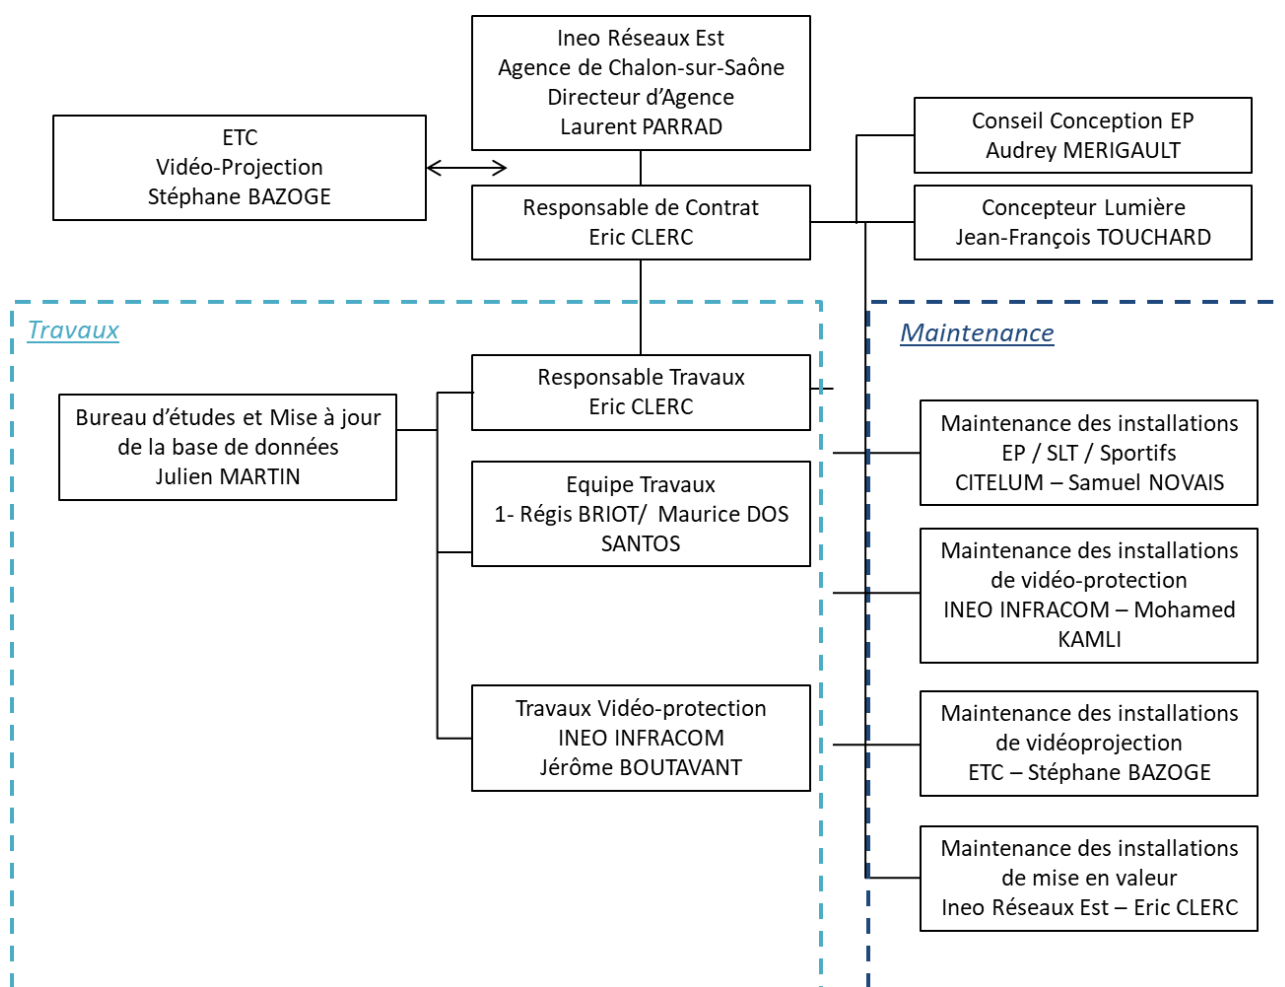 Ineo Réseaux Est
Agence de Chalon-sur-Saône
Directeur d’Agence
Laurent PARRAD
ETC
Vidéo-Projection
Stéphane BAZOGE
Conseil Conception EP
Audrey MERIGAULT
Responsable de Contrat
Eric CLERC
Concepteur Lumière
Jean-François TOUCHARD
Travaux
Responsable Travaux
Eric CLERC
Bureau d’études et Mise à jour
de la base de données
Julien MARTIN
Equipe Travaux
1- Régis BRIOT/  Maurice DOS
SANTOS
Travaux Vidéo-protection
INEO INFRACOM
Jérôme BOUTAVANT
Maintenance
Maintenance des installations
EP / SLT / Sportifs
CITELUM – Samuel NOVAIS
Maintenance des installations
de vidéo-protection
INEO INFRACOM – Mohamed
KAMLI
Maintenance des installations
de vidéoprojection
ETC – Stéphane BAZOGE
Maintenance des installations
de mise en valeur
Ineo Réseaux Est – Eric CLERC